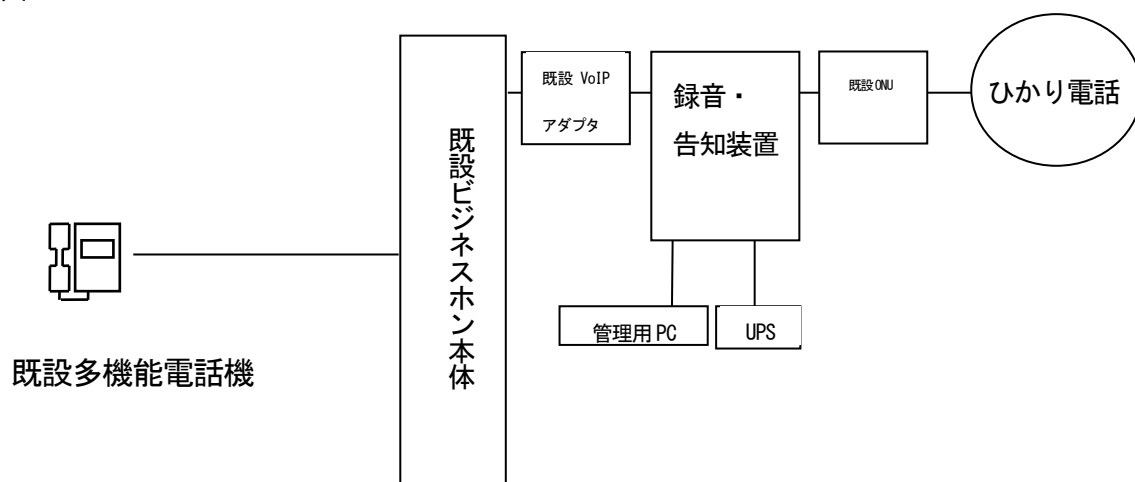 既設ビジネスホン本体
既設 VoIP
アダプタ
録音・
告知装置
既設ONU
ひかり電話
管理用PC
UPS
既設多機能電話機